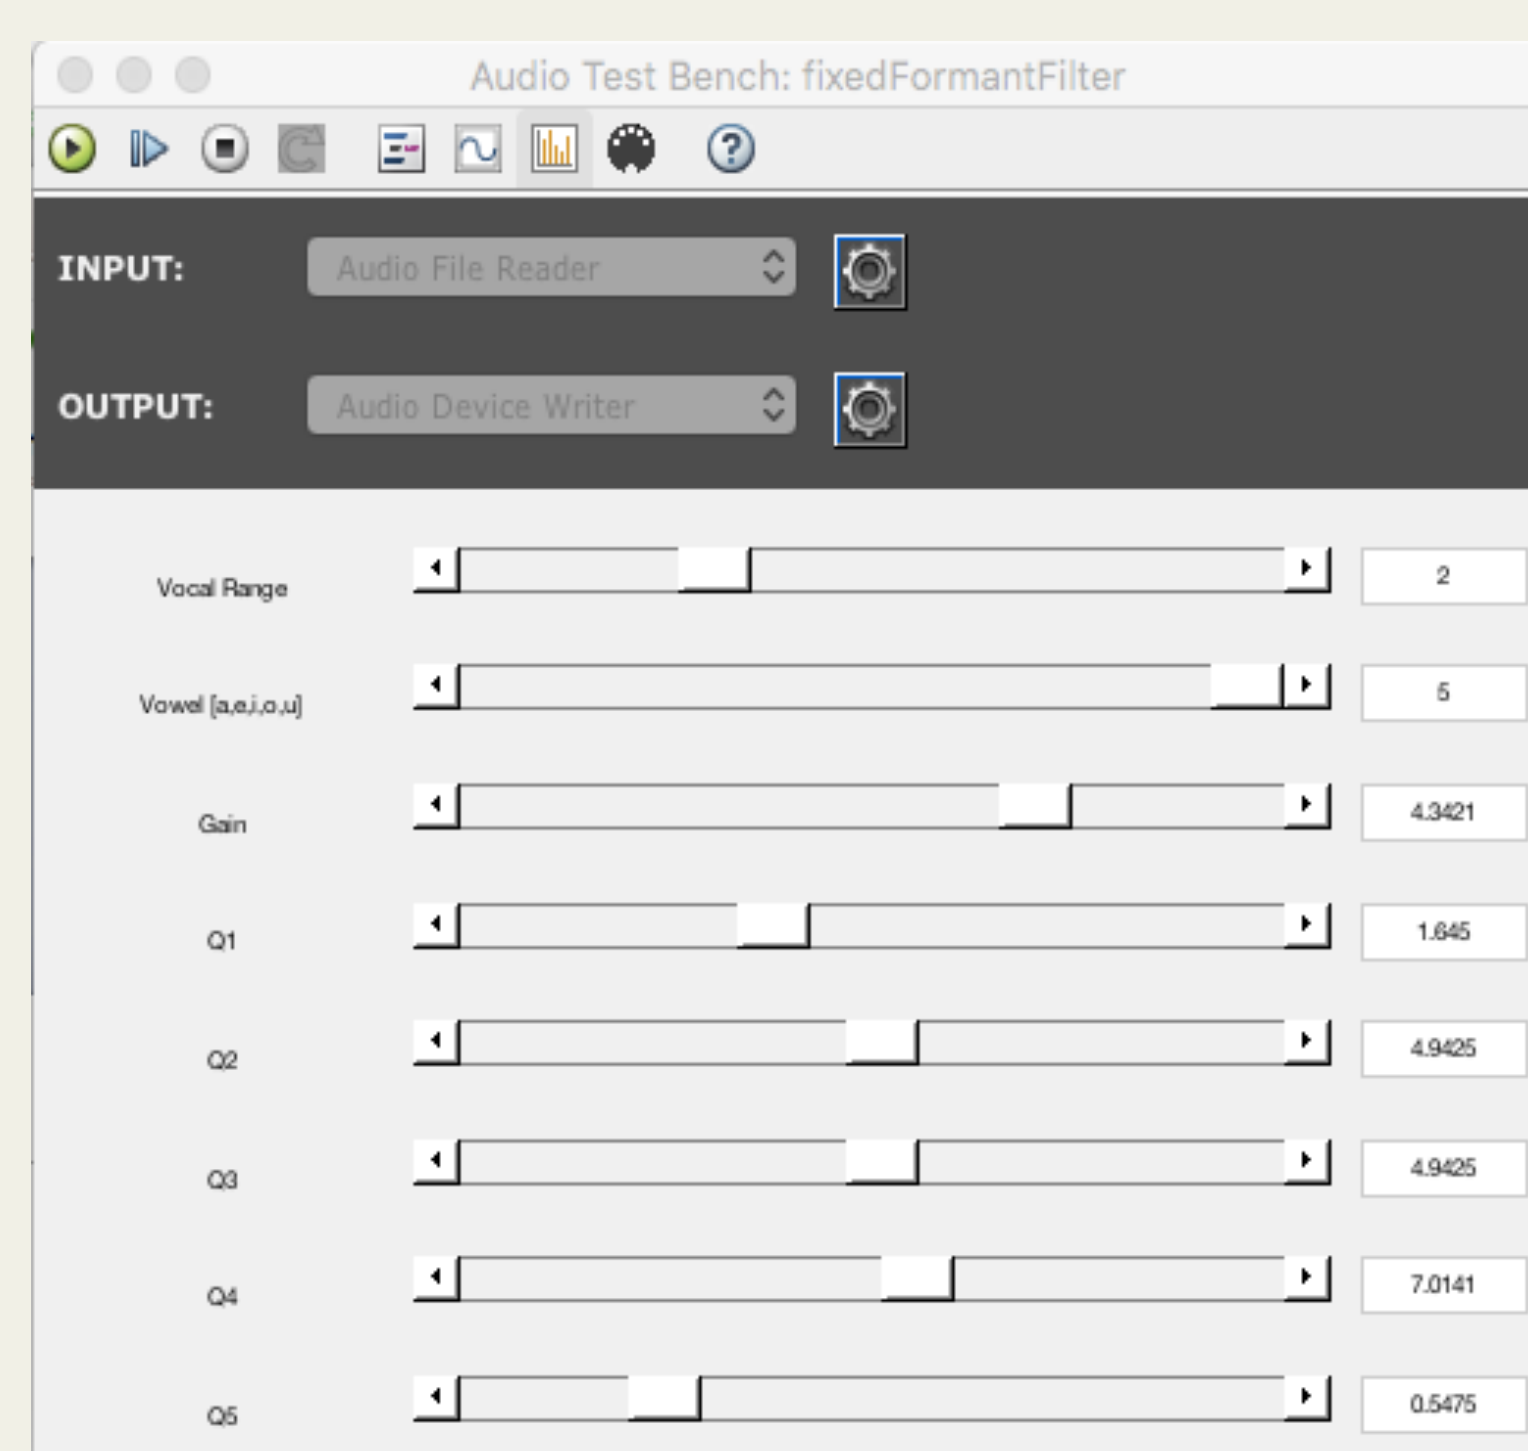 Audio Test Bench: fixedFormantFilter
INPUT: Audio File Reader
OUTPUT: Audio Device Writer
Vocal Range 2
Vowel [a,e,i,o,u] 5
Gain 4.3421
Q1 1.645
Q2 4.9425
Q3 4.9425
Q4 7.0141
Q5 0.5475